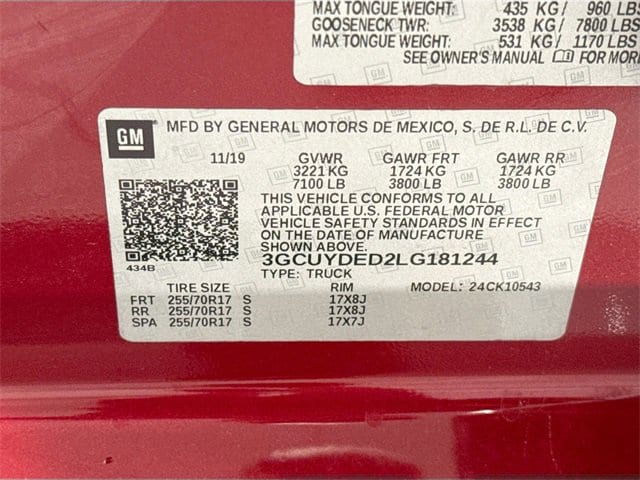 MAX TONGUE WEIGHT: 435 KG / 960 LBS
GOOSENECK TWR: 3538 KG / 7800 LBS
MAX TONGUE WEIGHT: 531 KG / 1170 LBS
SEE OWNER'S MANUAL FOR MORE
GM MFD BY GENERAL MOTORS DE MEXICO, S. DE R.L. DE C.V.
11/19 GVWR GAWR FRT GAWR RR
3221 KG 1724 KG 1724 KG
7100 LB 3800 LB 3800 LB
THIS VEHICLE CONFORMS TO ALL
APPLICABLE U.S. FEDERAL MOTOR
VEHICLE SAFETY STANDARDS IN EFFECT
ON THE DATE OF MANUFACTURE
SHOWN ABOVE.
3GCUYDED2LG181244
434B TYPE: TRUCK
TIRE SIZE RIM MODEL: 24CK10543
FRT 255/70R17 S 17X8J
RR 255/70R17 S 17X8J
SPA 255/70R17 S 17X7J